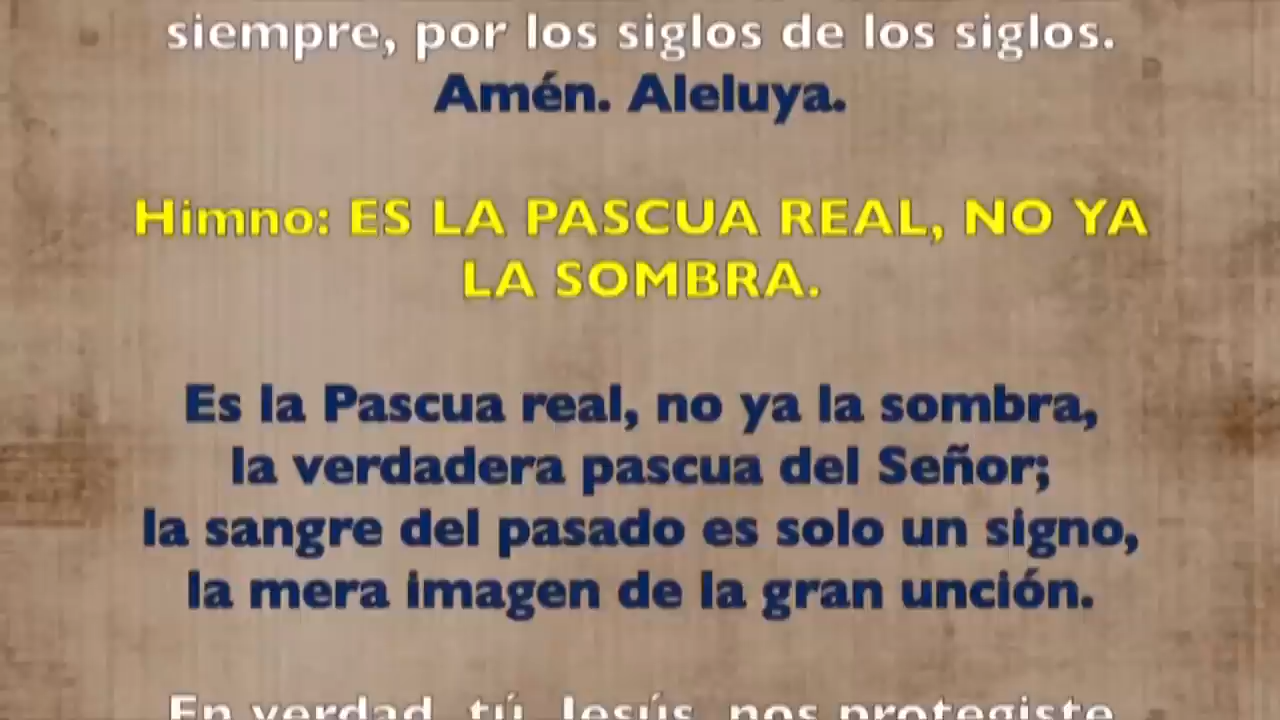 siempre, por los siglos de los siglos.
Amén. Aleluya.
Himno: ES LA PASCUA REAL, NO YA
LA SOMBRA.
Es la Pascua real, no ya la sombra,
la verdadera pascua del Señor;
la sangre del pasado es solo un signo,
la mera imagen de la gran unción.
En verdad, tú, Jesús, nos protegiste